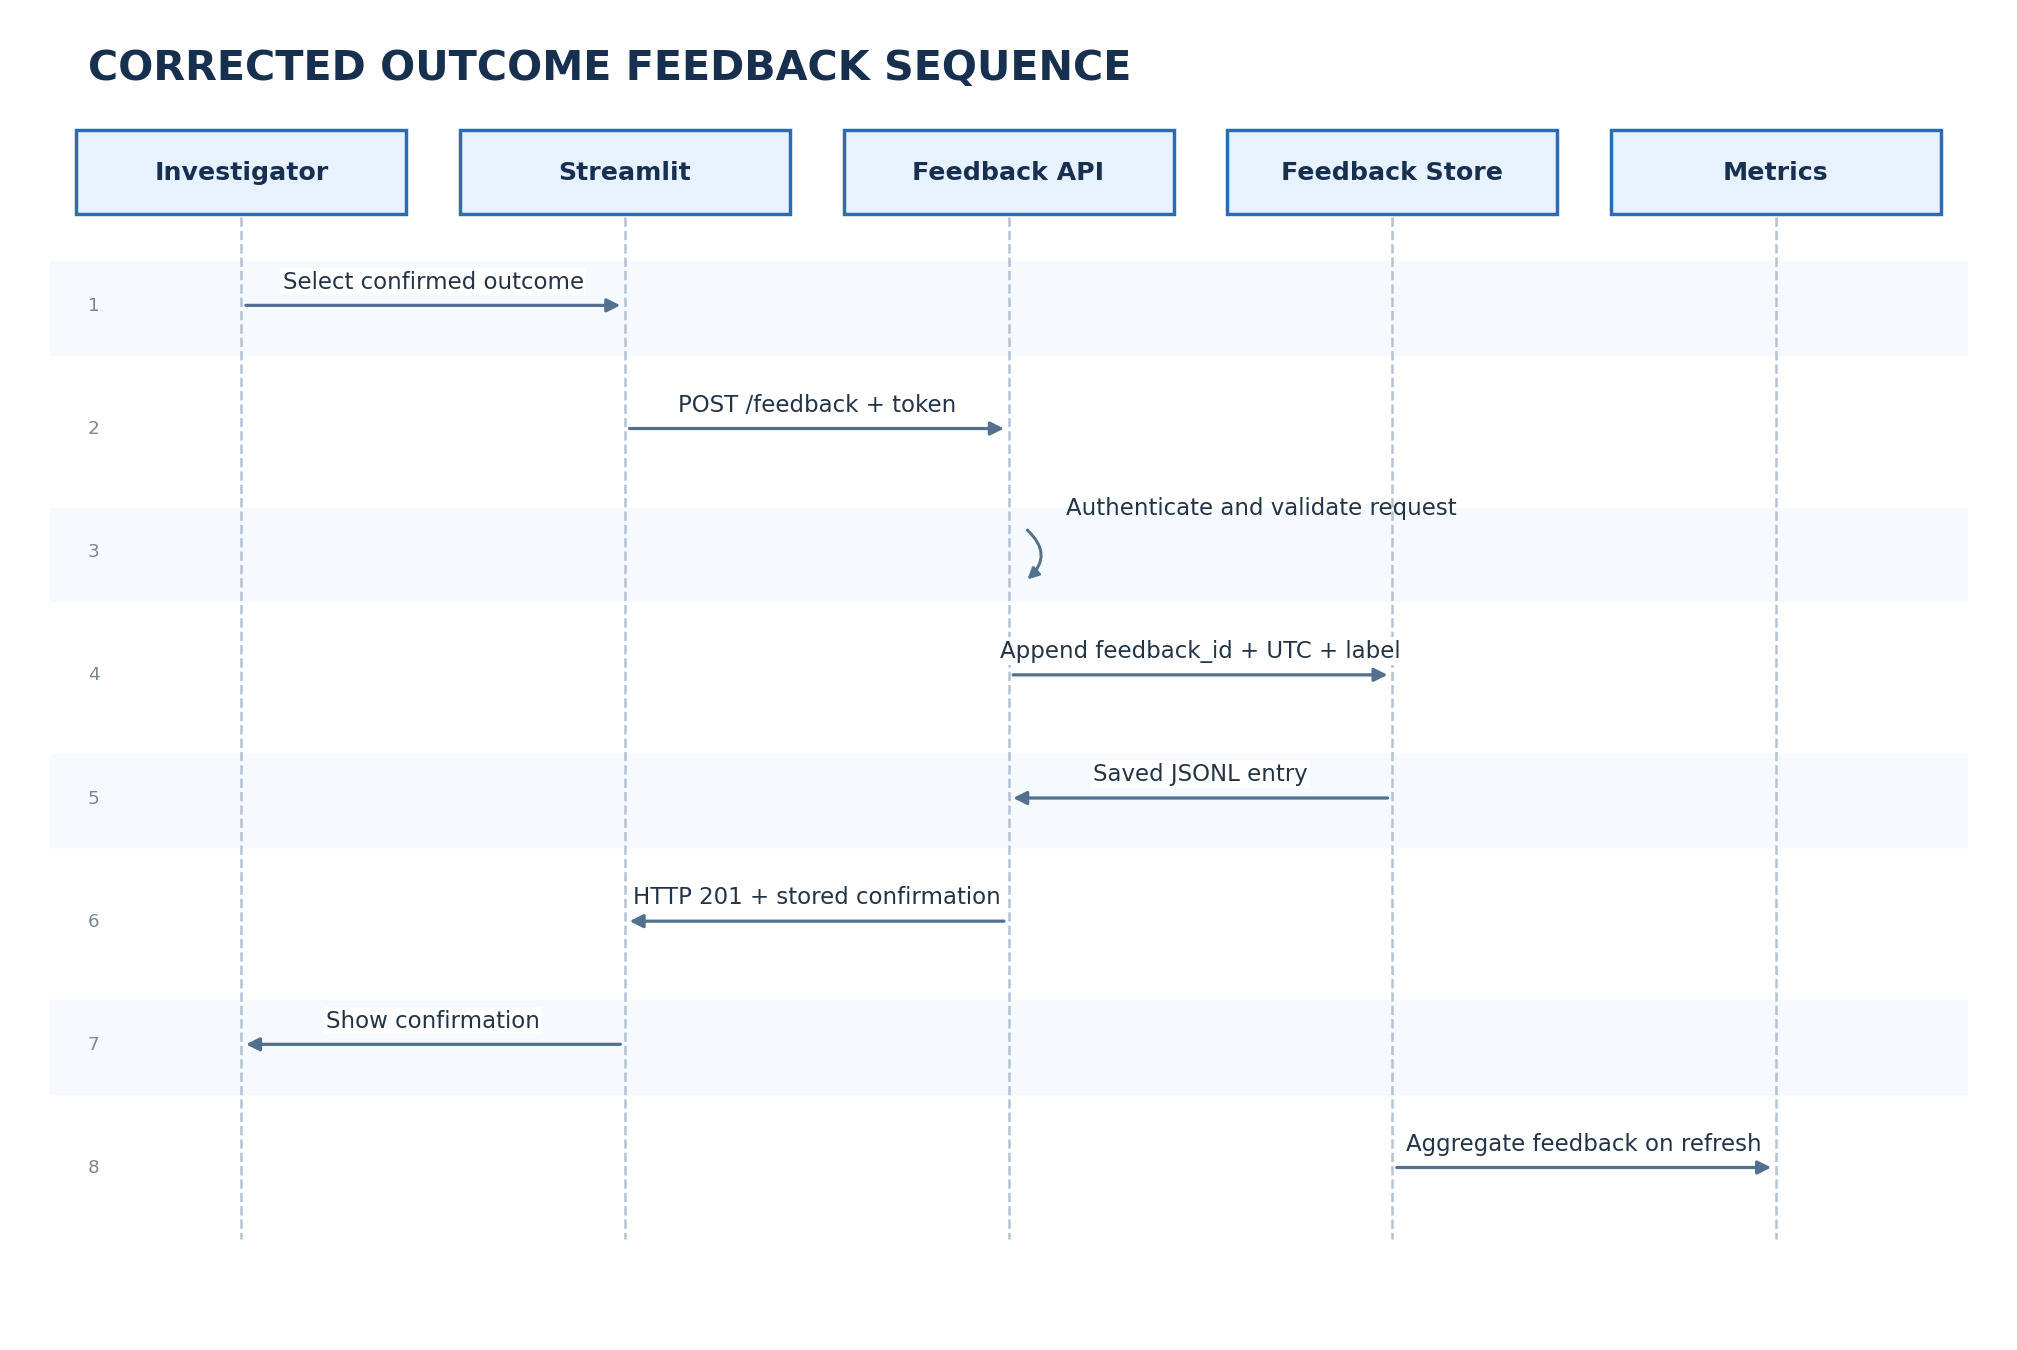 CORRECTED OUTCOME FEEDBACK SEQUENCE
Investigator
Streamlit
Feedback API
Feedback Store
Metrics
1
Select confirmed outcome
2
POST /feedback + token
3
Authenticate and validate request
4
Append feedback_id + UTC + label
5
Saved JSONL entry
6
HTTP 201 + stored confirmation
7
Show confirmation
8
Aggregate feedback on refresh